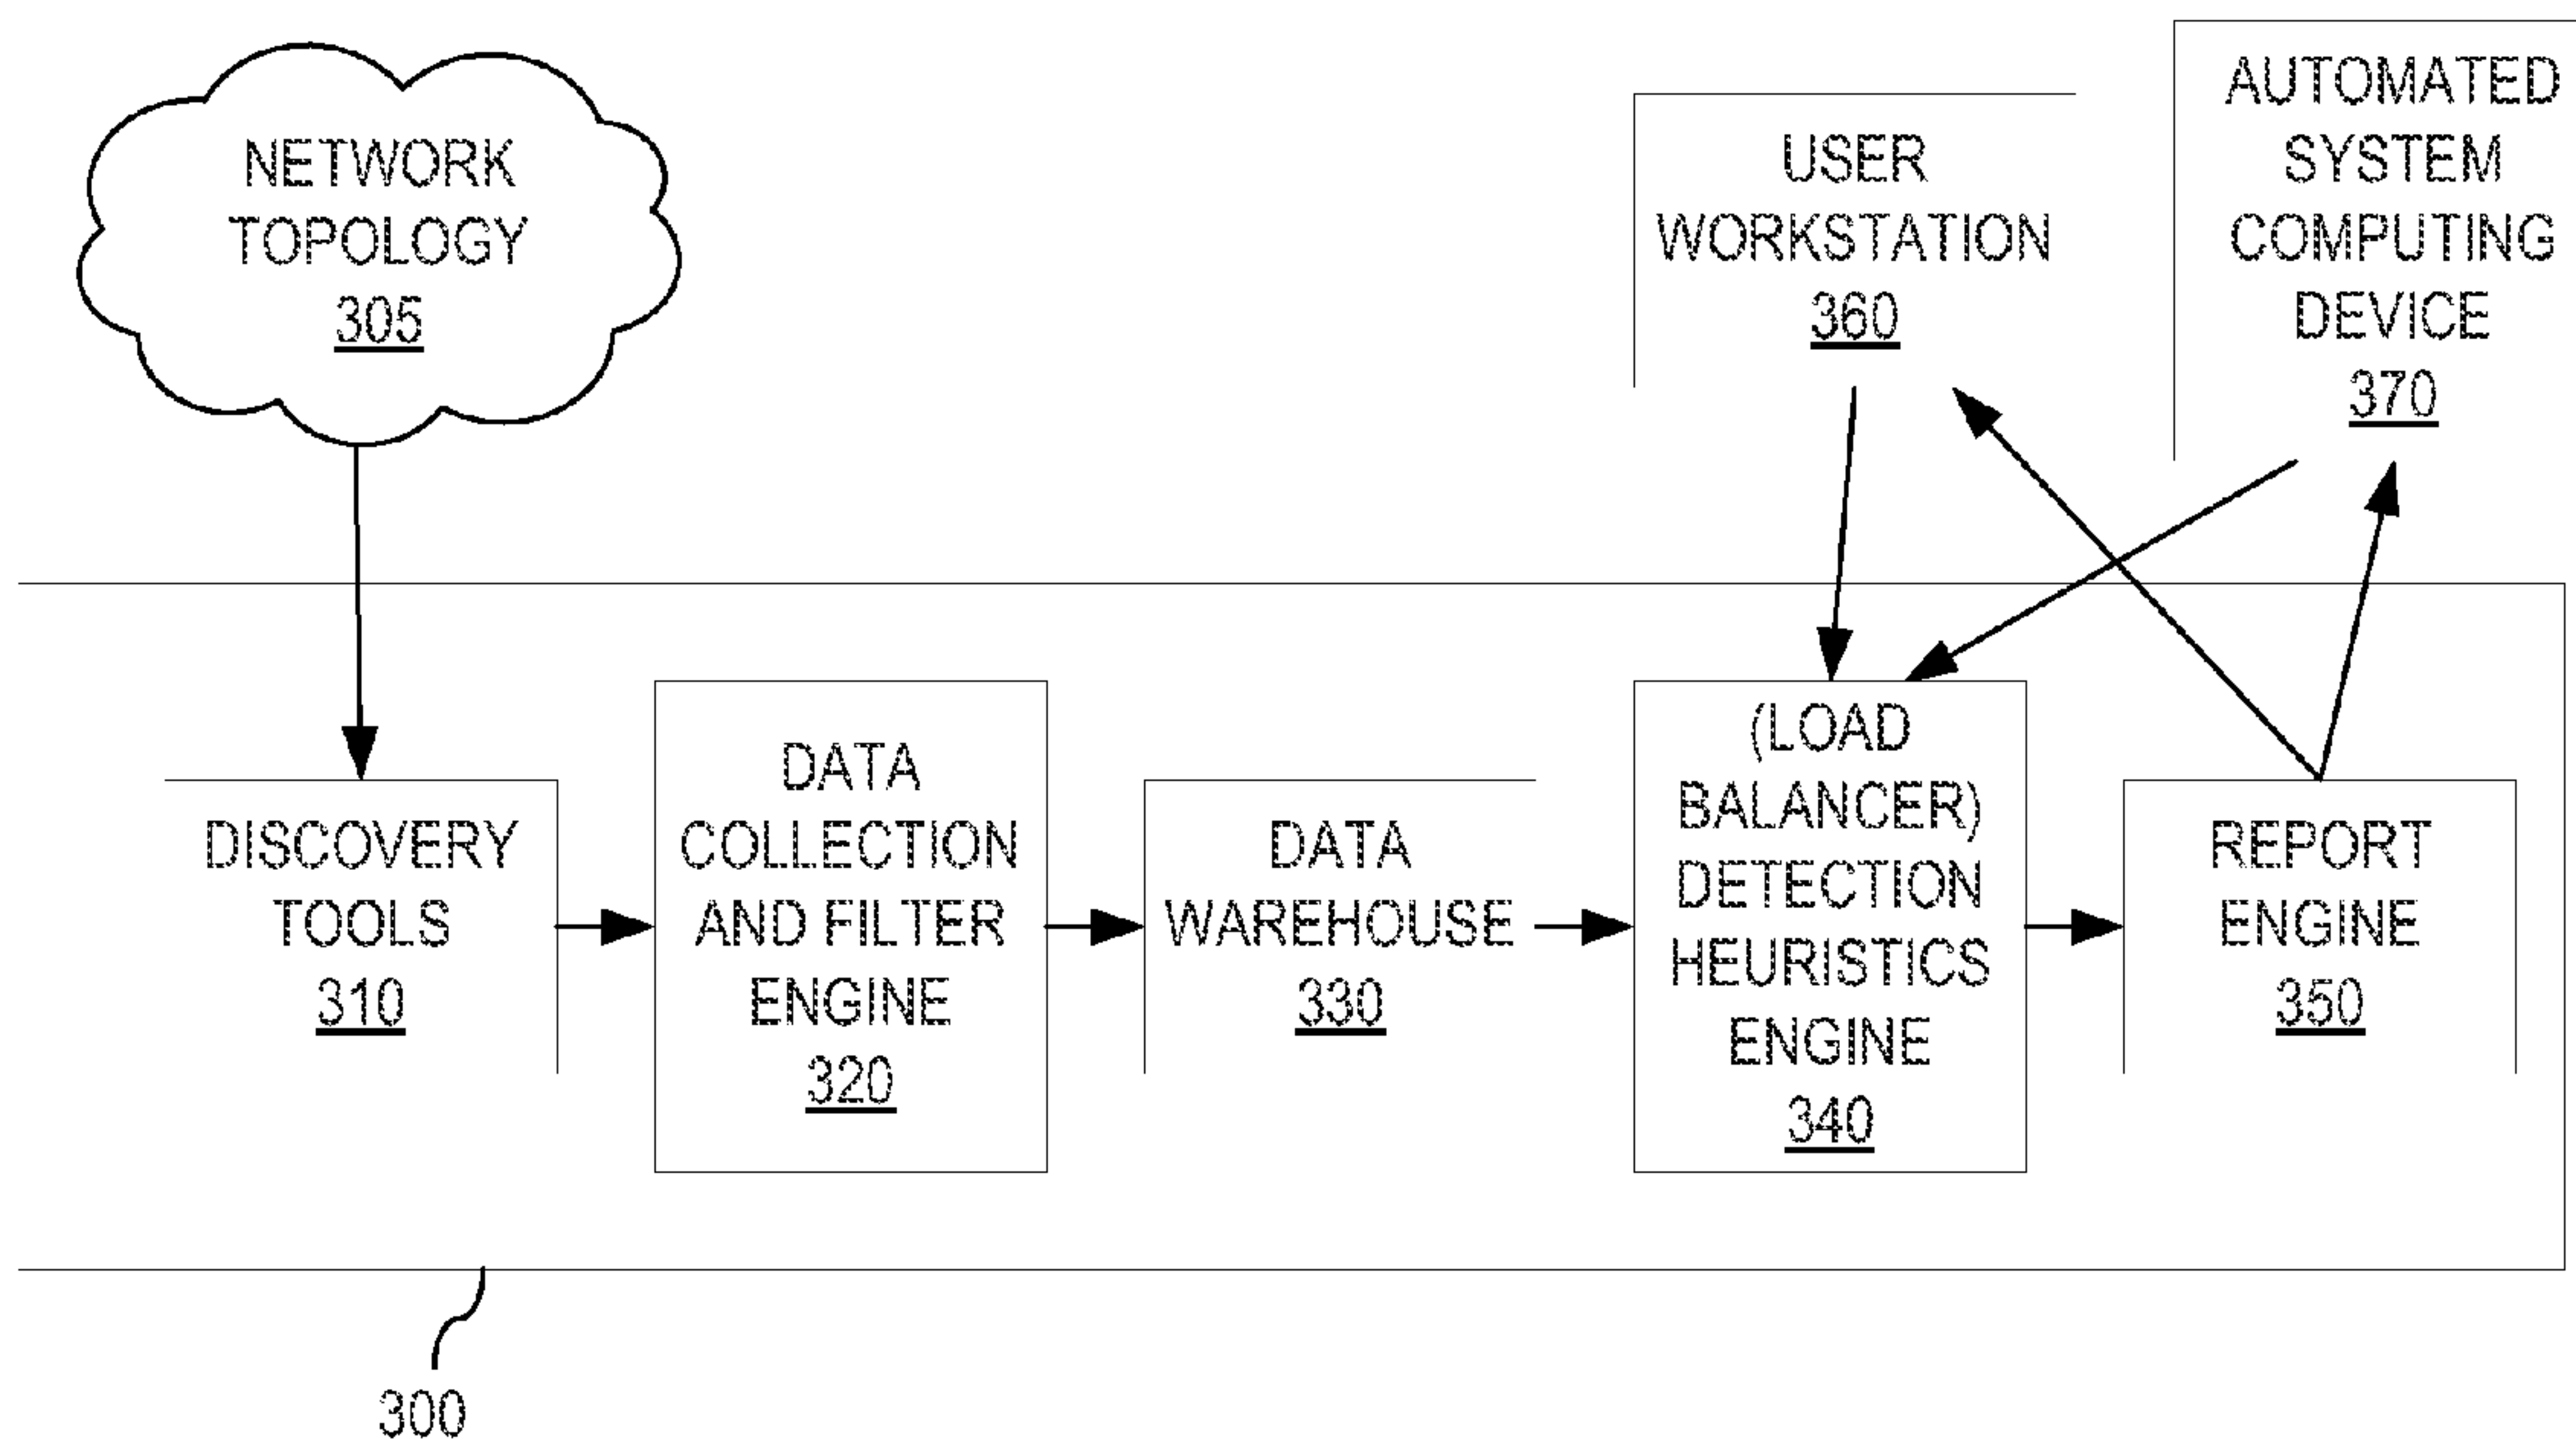 NETWORK
TOPOLOGY
305
USER
WORKSTATION
360
AUTOMATED
SYSTEM
COMPUTING
DEVICE
370
DISCOVERY
TOOLS
310
DATA
COLLECTION
AND FILTER
ENGINE
320
DATA
WAREHOUSE
330
(LOAD
BALANCER)
DETECTION
HEURISTICS
ENGINE
340
REPORT
ENGINE
350
300